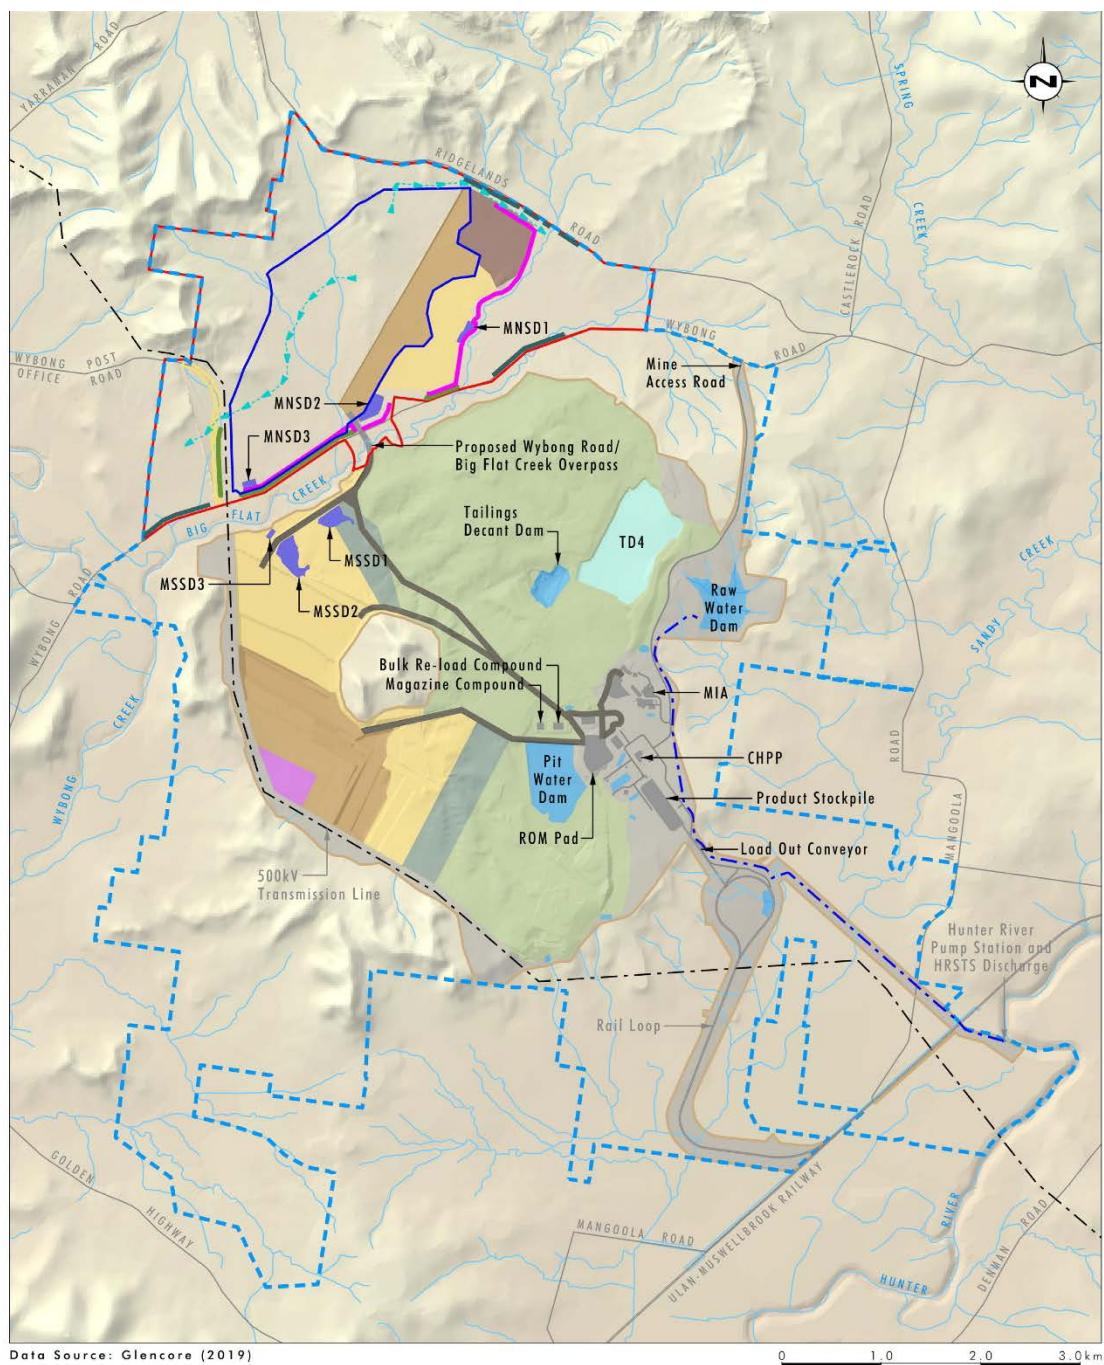 YARRAMAN ROAD
SPRING
CREEK
N
RIDGELANDS
ROAD
CASTLEROCK ROAD
WYBONG
ROAD
MNSD1
Mine
Access Road
WYBONG POST
OFFICE ROAD
MNSD2
MNSD3
Proposed Wybong Road/
Big Flat Creek Overpass
BIG FLAT CREEK
Tailings
Decant Dam
TD4
MSSD1
MSSD3
MSSD2
Raw
Water
Dam
SANDY
CREEK
WYBONG ROAD
Bulk Re-load Compound
Magazine Compound
MIA
WYBONG
CREEK
Pit
Water
Dam
CHPP
Product Stockpile
ROM Pad
Load Out Conveyor
MANGOOLA
ROAD
500kV
Transmission Line
Hunter River
Pump Station and
HRSTS Discharge
Rail Loop
GOLDEN
HIGHWAY
MANGOOLA ROAD
ULAN-MUSWELLBROOK RAILWAY
HUNTER
RIVER
DENMAN ROAD
Data Source: Glencore (2019)
0 1.0 2.0 3.0km